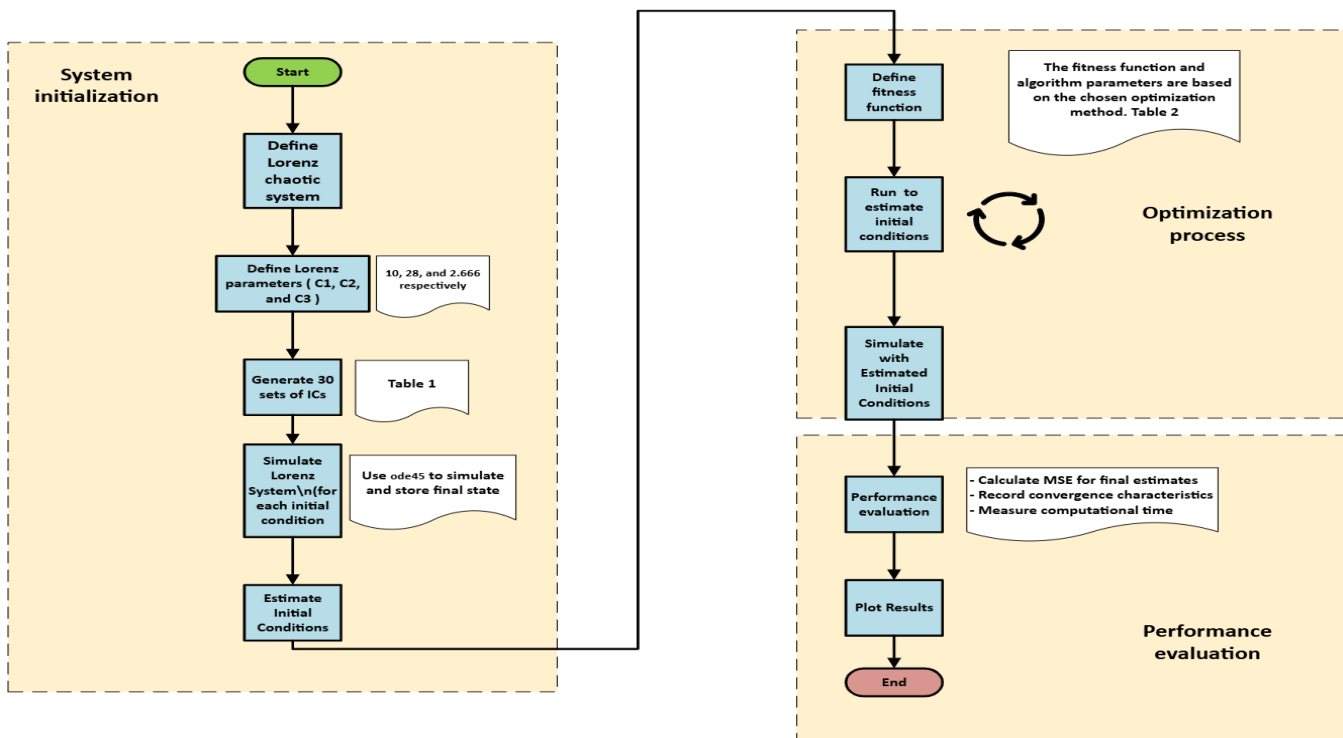 System
initialization
Start
Define
Lorenz
chaotic
system
Define Lorenz
parameters ( C1, C2,
and C3 )
10, 28, and 2.666
respectively
Generate 30
sets of ICs
Table 1
Simulate
Lorenz
System\n(for
each initial
condition
Use ode45 to simulate
and store final state
Estimate
Initial
Conditions
Define
fitness
function
The fitness function and
algorithm parameters are based
on the chosen optimization
method. Table 2
Run to
estimate
initial
conditions
Optimization
process
Simulate
with
Estimated
Initial
Conditions
Performance
evaluation
- Calculate MSE for final estimates
- Record convergence characteristics
- Measure computational time
Plot Results
Performance
evaluation
End